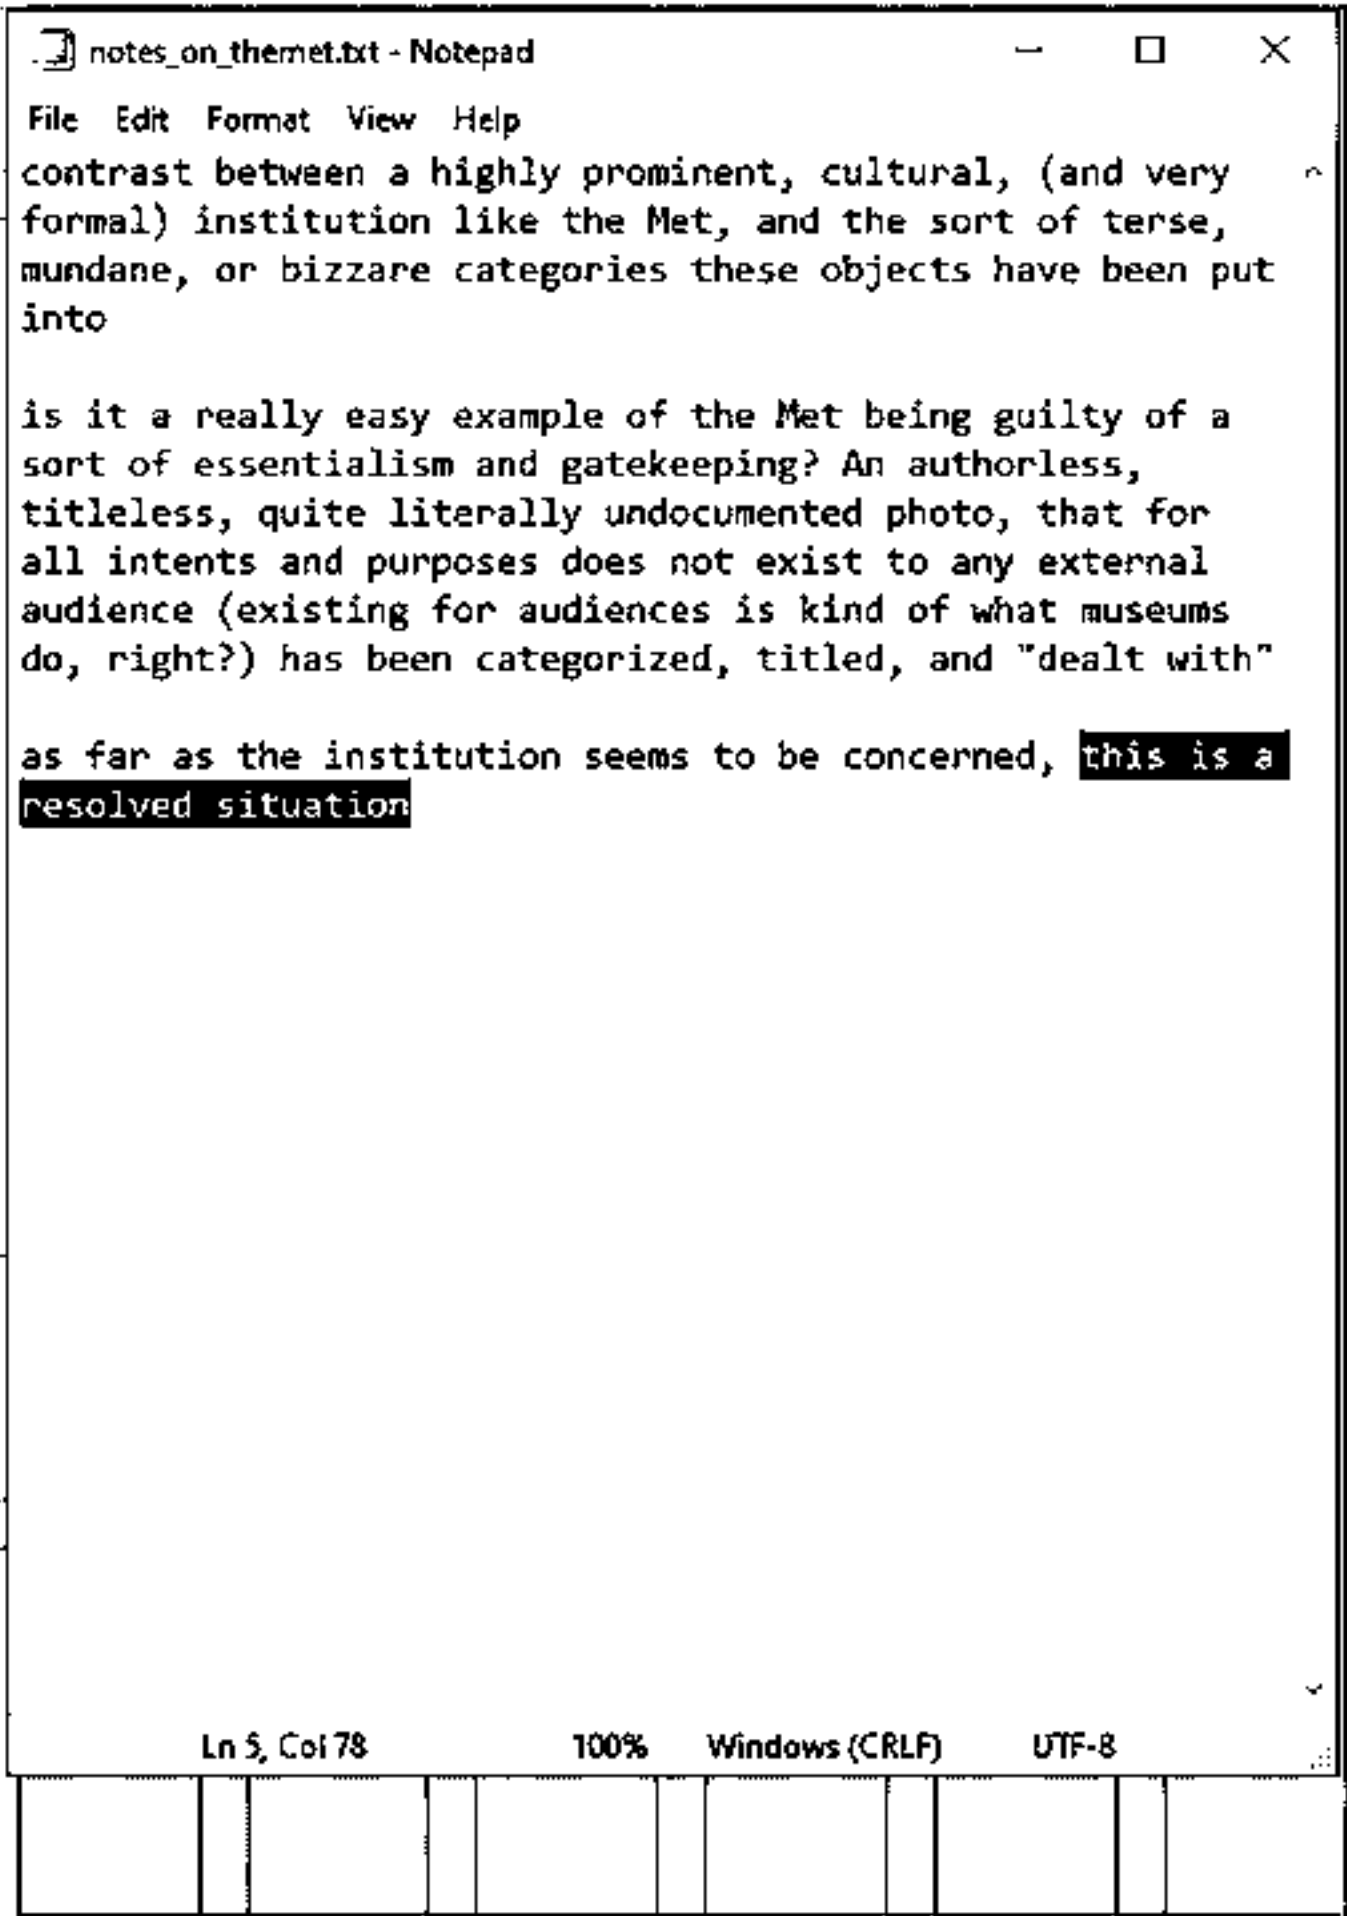 notes_on_themet.txt - Notepad
File Edit Format View Help
contrast between a highly prominent, cultural, (and very
formal) institution like the Met, and the sort of terse,
mundane, or bizzare categories these objects have been put
into
is it a really easy example of the Met being guilty of a
sort of essentialism and gatekeeping? An authorless,
titleless, quite literally undocumented photo, that for
all intents and purposes does not exist to any external
audience (existing for audiences is kind of what museums
do, right?) has been categorized, titled, and "dealt with"
as far as the institution seems to be concerned, this is a
resolved situation
Ln 5, Col 78 100% Windows (CRLF) UTF-8